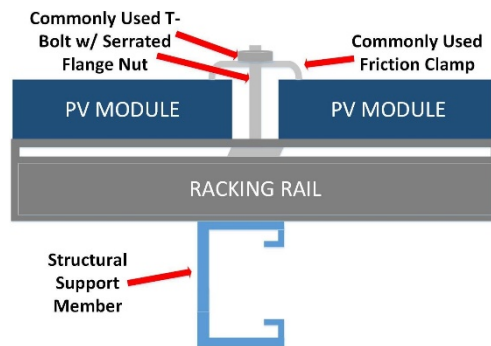 Commonly Used T-
Bolt w/ Serrated
Flange Nut
Commonly Used
Friction Clamp
PV MODULE
PV MODULE
RACKING RAIL
Structural
Support
Member